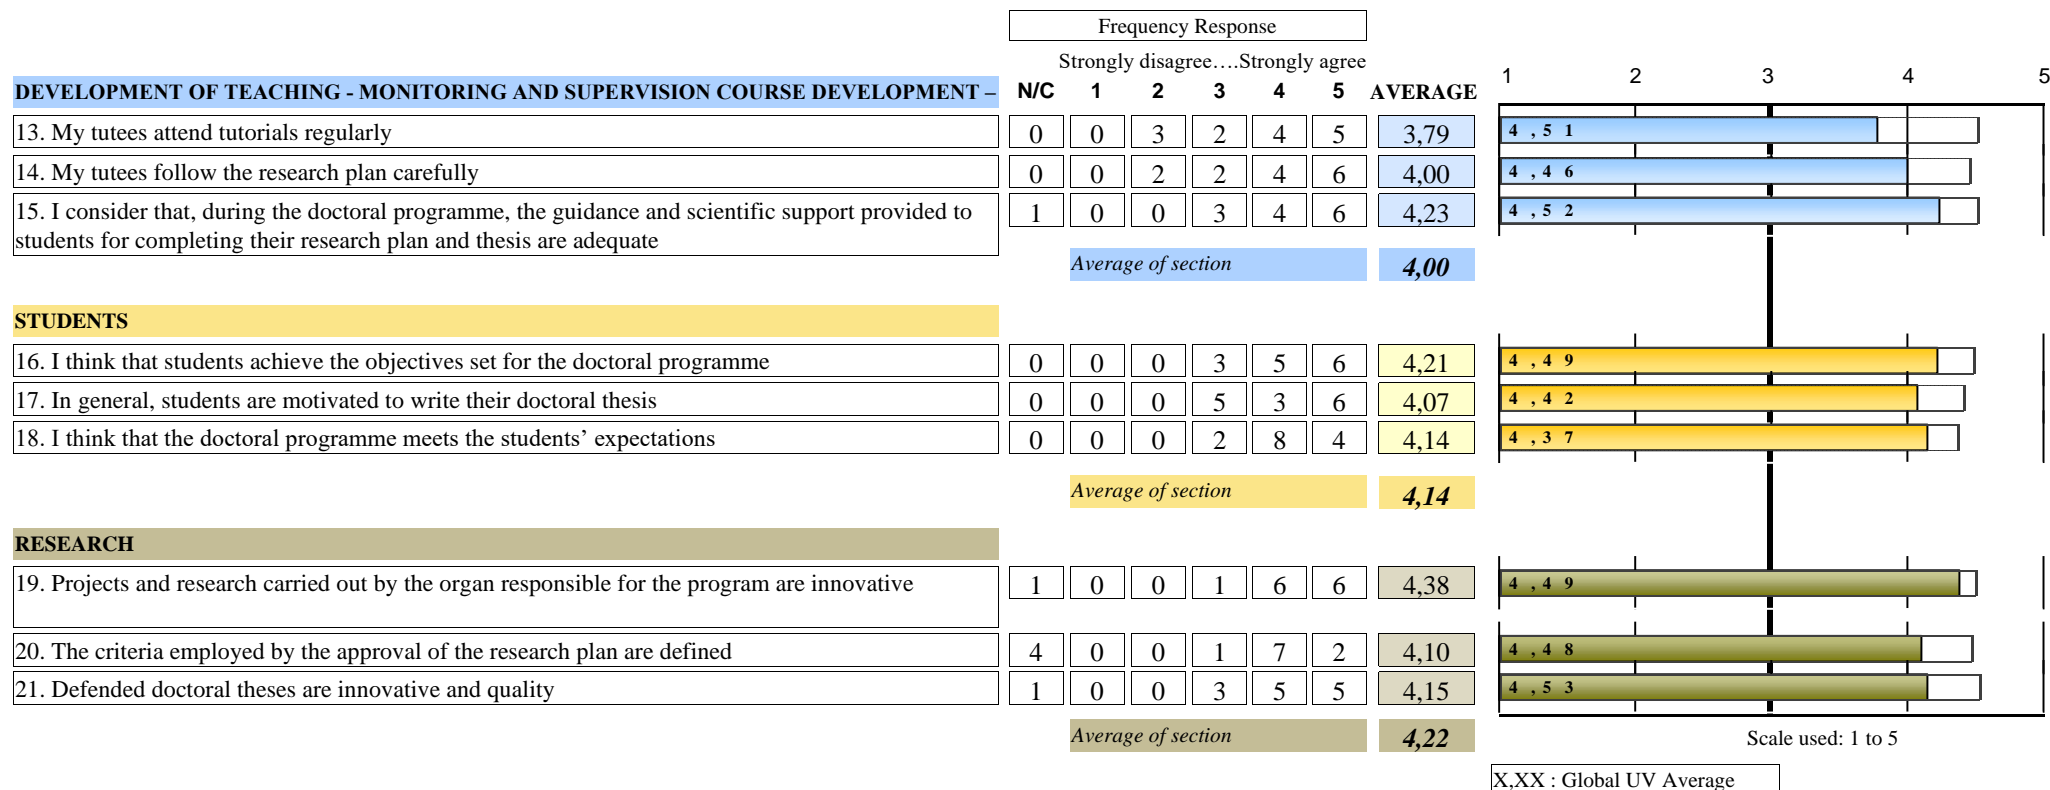 Frequency Response
Strongly disagree….Strongly agree
DEVELOPMENT OF TEACHING - MONITORING AND SUPERVISION COURSE DEVELOPMENT – N/C 1 2 3 4 5 AVERAGE 1 2 3 4 5
13. My tutees attend tutorials regularly 0 0 3 2 4 5 3,79 4,51
14. My tutees follow the research plan carefully 0 0 2 2 4 6 4,00 4,46
15. I consider that, during the doctoral programme, the guidance and scientific support provided to 1 0 0 3 4 6 4,23 4,52
students for completing their research plan and thesis are adequate
Average of section 4,00
STUDENTS
16. I think that students achieve the objectives set for the doctoral programme 0 0 0 3 5 6 4,21 4,49
17. In general, students are motivated to write their doctoral thesis 0 0 0 5 3 6 4,07 4,42
18. I think that the doctoral programme meets the students’ expectations 0 0 0 2 8 4 4,14 4,37
Average of section 4,14
RESEARCH
19. Projects and research carried out by the organ responsible for the program are innovative 1 0 0 1 6 6 4,38 4,49
20. The criteria employed by the approval of the research plan are defined 4 0 0 1 7 2 4,10 4,48
21. Defended doctoral theses are innovative and quality 1 0 0 3 5 5 4,15 4,53
Average of section 4,22
Scale used: 1 to 5
X,XX : Global UV Average